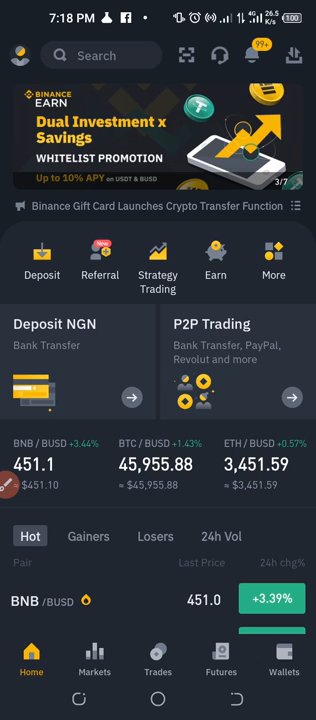 7:18 PM
4G
26.5
K/s
100
99+
Search
BINANCE
EARN
Dual Investment x
Savings
WHITELIST PROMOTION
Up to 10% APY on USDT & BUSD
3/7
Binance Gift Card Launches Crypto Transfer Function
New
Deposit
Referral
Strategy
Trading
Earn
More
Deposit NGN
Bank Transfer
P2P Trading
Bank Transfer, PayPal,
Revolut and more
BNB / BUSD +3.44%
BTC / BUSD +1.43%
ETH / BUSD +0.57%
451.1
45,955.88
3,451.59
≈ $451.10
≈ $45,955.88
≈ $3,451.59
Hot
Gainers
Losers
24h Vol
Pair
Last Price
24h chg%
BNB /BUSD
451.0
+3.39%
Home
Markets
Trades
Futures
Wallets